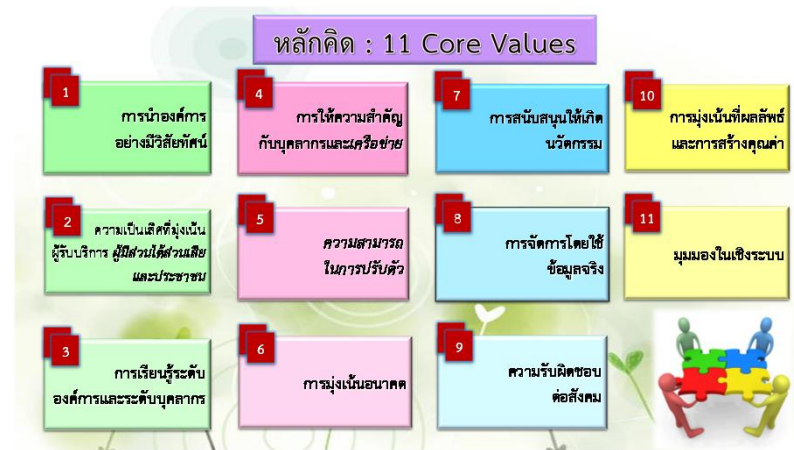 หลักคิด : 11 Core Values
1
การนำองค์การ
อย่างมีวิสัยทัศน์
2
ความเป็นเลิศที่มุ่งเน้น
ผู้รับบริการ ผู้มีส่วนได้ส่วนเสีย
และประชาชน
3
การเรียนรู้ระดับ
องค์การและระดับบุคลากร
4
การให้ความสำคัญ
กับบุคลากรและเครือข่าย
5
ความสามารถ
ในการปรับตัว
6
การมุ่งเน้นอนาคต
7
การสนับสนุนให้เกิด
นวัตกรรม
8
การจัดการโดยใช้
ข้อมูลจริง
9
ความรับผิดชอบ
ต่อสังคม
10
การมุ่งเน้นที่ผลลัพธ์
และการสร้างคุณค่า
11
มุมมองในเชิงระบบ